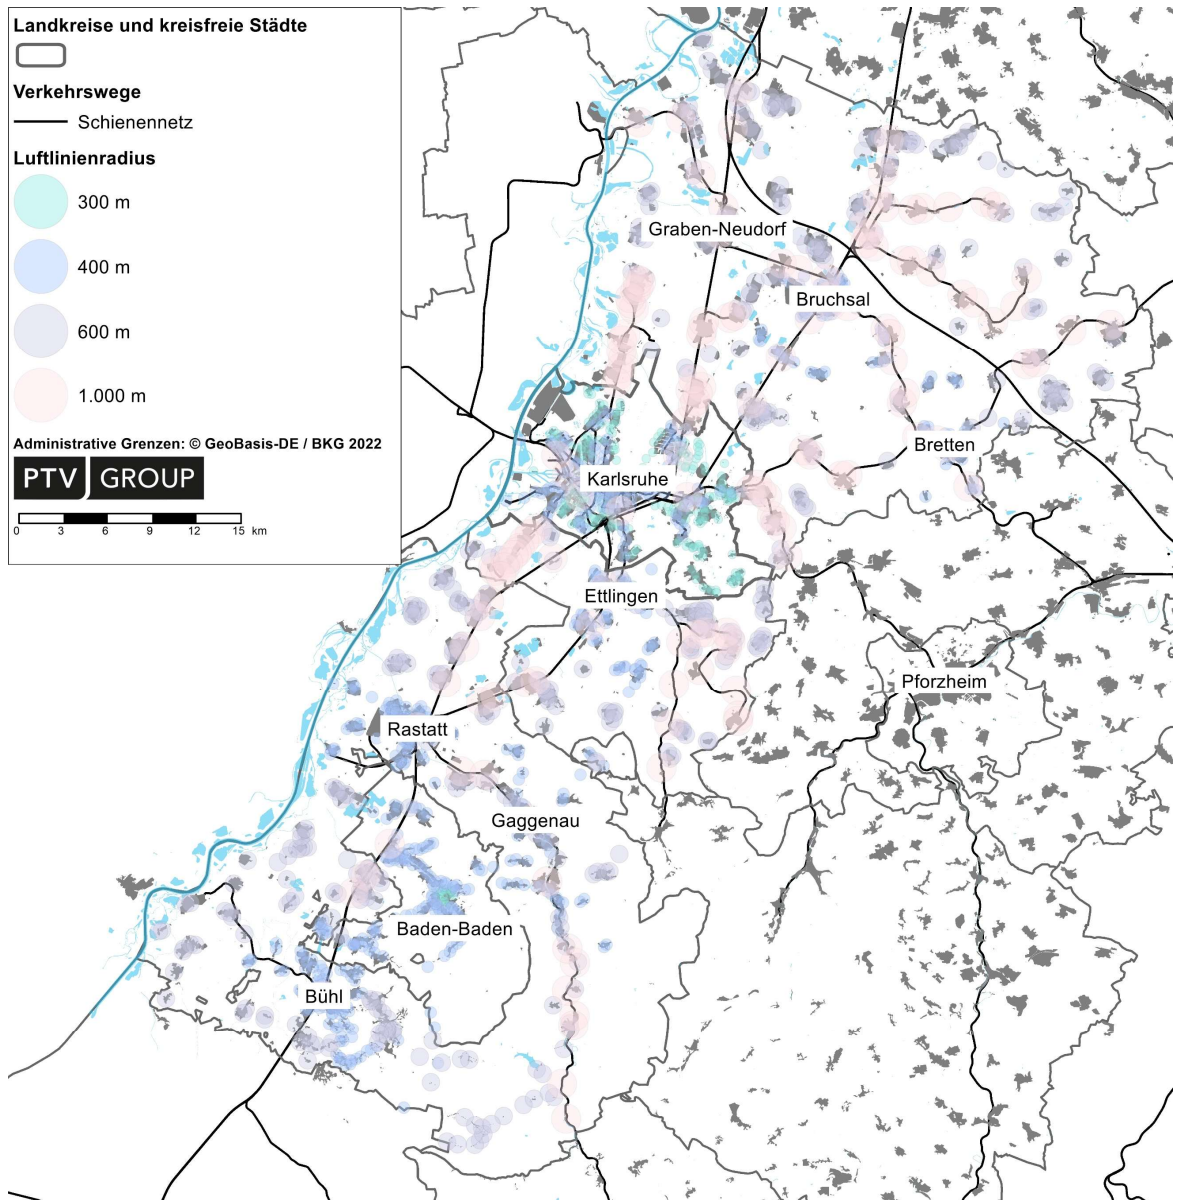 Landkreise und kreisfreie Städte
Verkehrswege
Schienennetz
Luftlinienradius
300 m
400 m
600 m
1.000 m
Administrative Grenzen: © GeoBasis-DE / BKG 2022
PTV GROUP
0 3 6 9 12 15 km
Graben-Neudorf
Bruchsal
Bretten
Karlsruhe
Ettlingen
Pforzheim
Rastatt
Gaggenau
Baden-Baden
Bühl